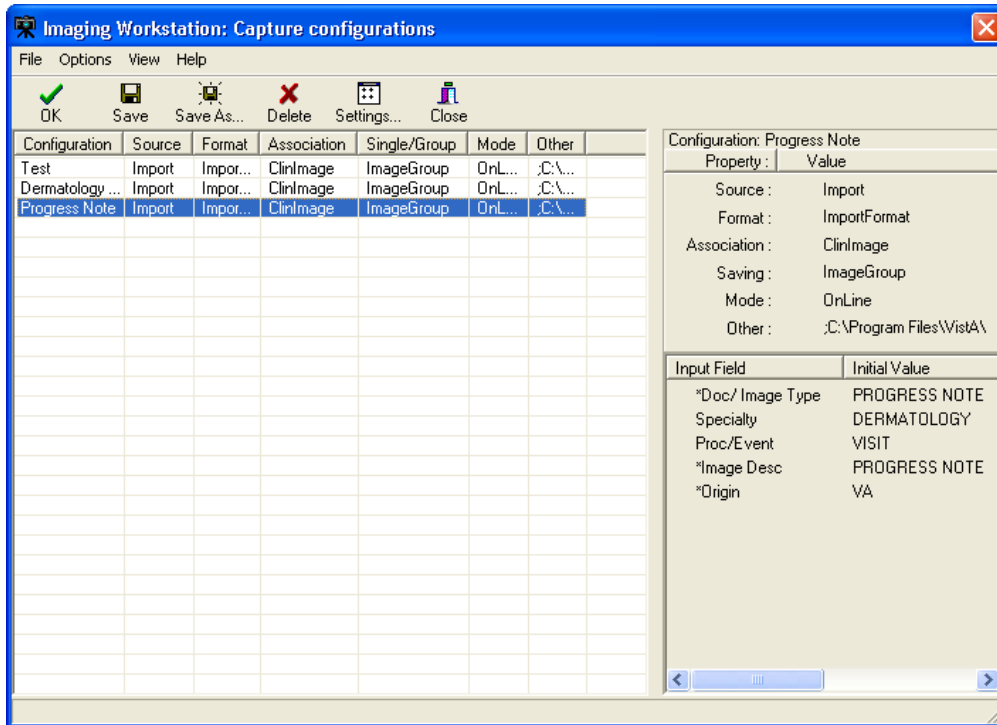 Imaging Workstation: Capture configurations
File Options View Help
OK Save Save As... Delete Settings... Close
Configuration Source Format Association Single/Group Mode Other
Test Import Impor... ClinImage ImageGroup OnL... ;C:\...
Dermatology ... Import Impor... ClinImage ImageGroup OnL... ;C:\...
Progress Note Import Impor... ClinImage ImageGroup OnL... ;C:\...
Configuration: Progress Note
Property : Value
Source : Import
Format : ImportFormat
Association : ClinImage
Saving : ImageGroup
Mode : OnLine
Other : ;C:\Program Files\VistA\
Input Field Initial Value
*Doc/ Image Type PROGRESS NOTE
Specialty DERMATOLOGY
Proc/Event VISIT
*Image Desc PROGRESS NOTE
*Origin VA